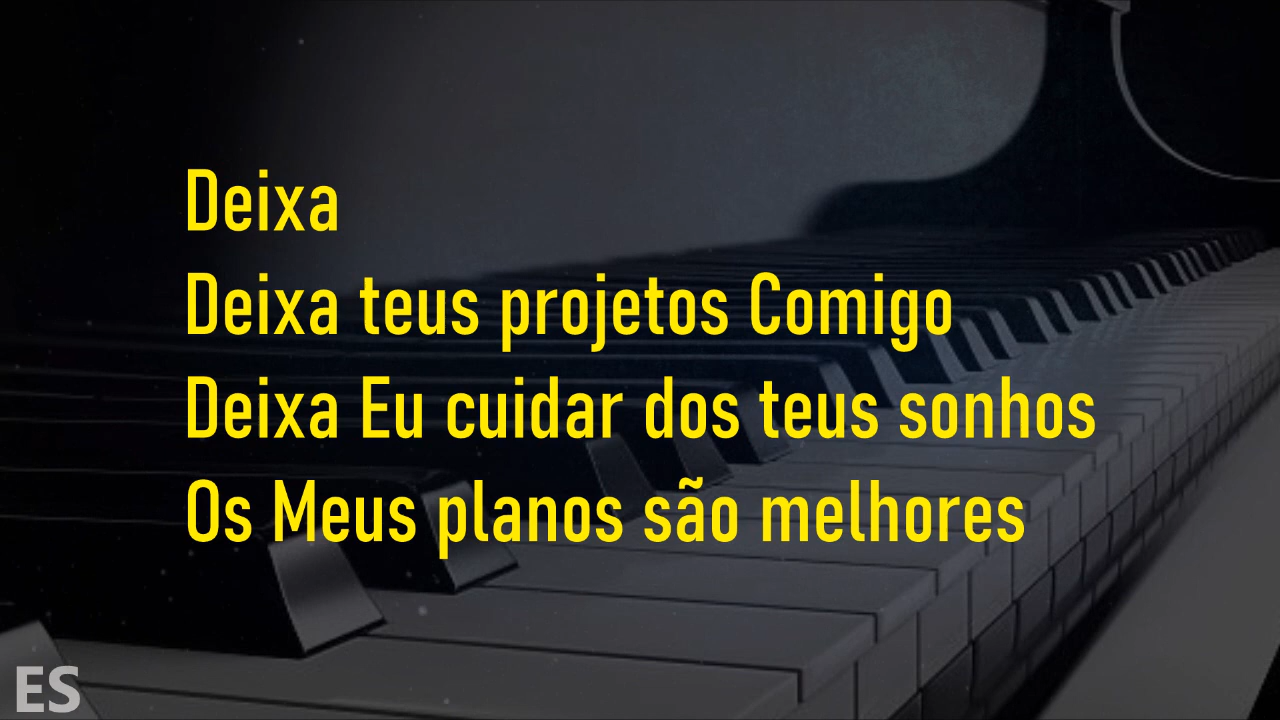 Deixa
Deixa teus projetos Comigo
Deixa Eu cuidar dos teus sonhos
Os Meus planos são melhores
ES